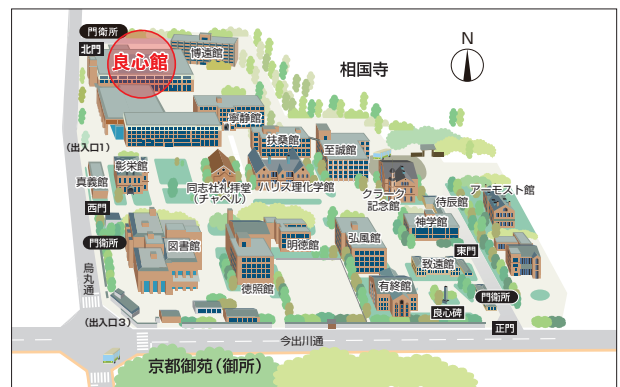 門衛所
北門
良心館
博遠館
N
相国寺
寧静館
扶桑館
至誠館
(出入口1)
彰栄館
真義館
同志社礼拝堂
(チャペル)
ハリス理化学館
クラーク
記念館
アーモスト館
待辰館
西門
神学館
門衛所
図書館
明徳館
弘風館
東門
致遠館
烏丸通
徳照館
有終館
門衛所
良心碑
(出入口3)
正門
今出川通
京都御苑(御所)